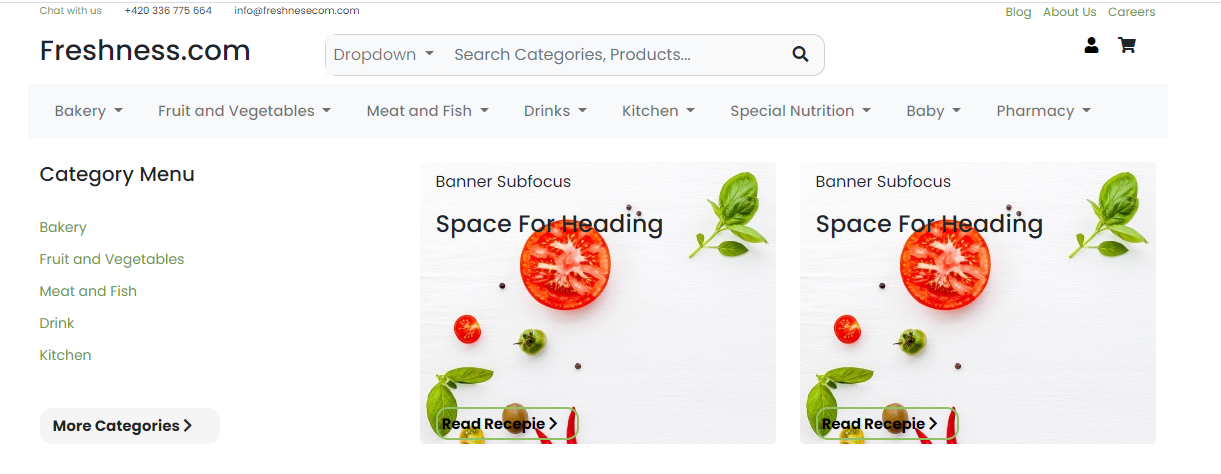 Chat with us +420 336 775 664 info@freshnesecom.com Blog About Us Careers
Freshness.com Dropdown Search Categories, Products...
Bakery Fruit and Vegetables Meat and Fish Drinks Kitchen Special Nutrition Baby Pharmacy
Category Menu
Bakery
Fruit and Vegetables
Meat and Fish
Drink
Kitchen
More Categories
Banner Subfocus
Space For Heading
Read Recepie
Banner Subfocus
Space For Heading
Read Recepie